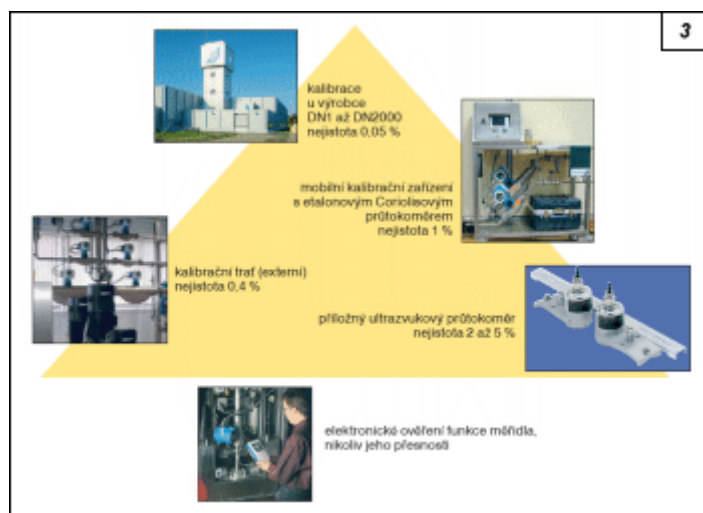 3
kalibrace
u výrobce
DN1 až DN2000
nejistota 0,05 %
mobilní kalibrační zařízení
s etalonovým Coriolisovým
průtokoměrem
nejistota 1 %
kalibrační trať (externí)
nejistota 0,4 %
příložný ultrazvukový průtokoměr
nejistota 2 až 5 %
elektronické ověření funkce měřidla,
nikoliv jeho přesnosti